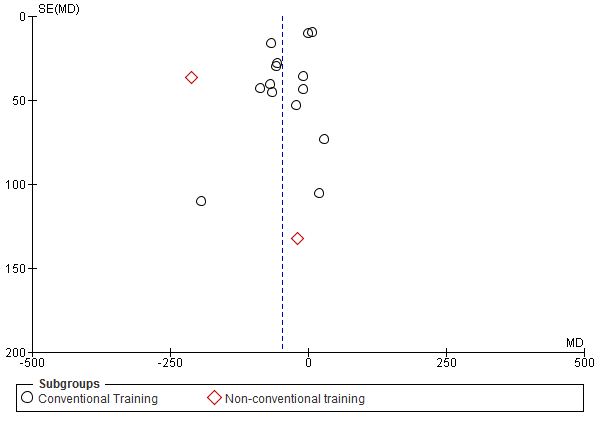 SE(MD)
0
50
100
150
200
MD
-500
-250
0
250
500
Subgroups
Conventional Training
Non-conventional training